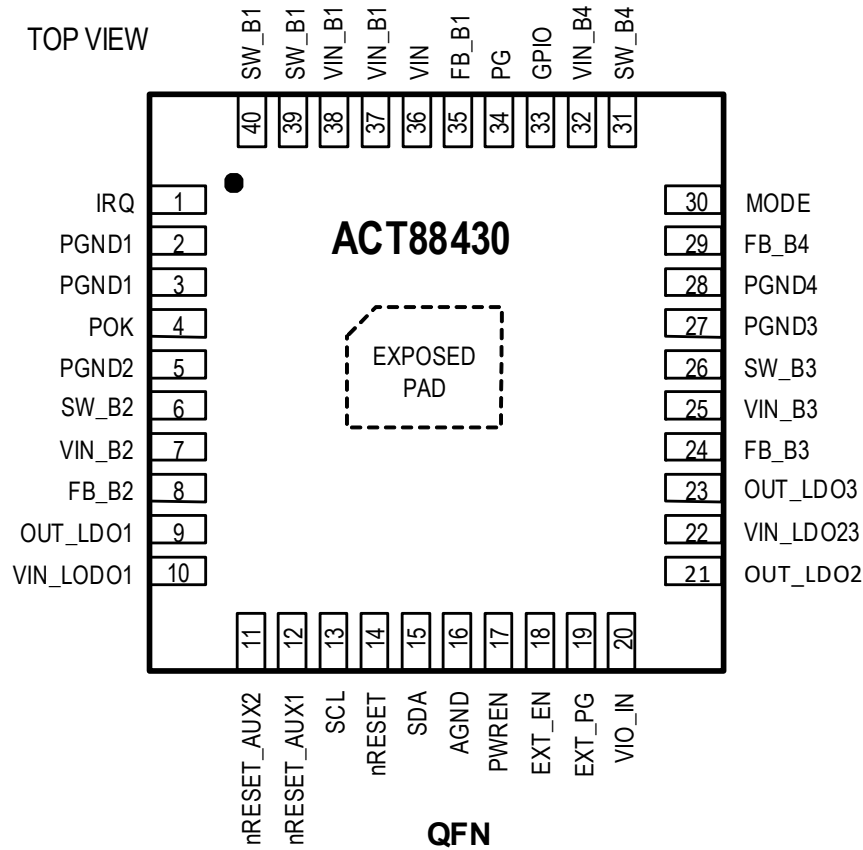 TOP VIEW
SW_B1
SW_B1
VIN_B1
VIN_B1
VIN
FB_B1
PG
GPIO
VIN_B4
SW_B4
40
39
38
37
36
35
34
33
32
31
IRQ 1
PGND1 2
PGND1 3
POK 4
PGND2 5
SW_B2 6
VIN_B2 7
FB_B2 8
OUT_LDO1 9
VIN_LODO1 10
ACT88430
EXPOSED
PAD
30 MODE
29 FB_B4
28 PGND4
27 PGND3
26 SW_B3
25 VIN_B3
24 FB_B3
23 OUT_LDO3
22 VIN_LDO23
21 OUT_LDO2
11
12
13
14
15
16
17
18
19
20
nRESET_AUX2
nRESET_AUX1
SCL
nRESET
SDA
AGND
PWREN
EXT_EN
EXT_PG
VIO_IN
QFN